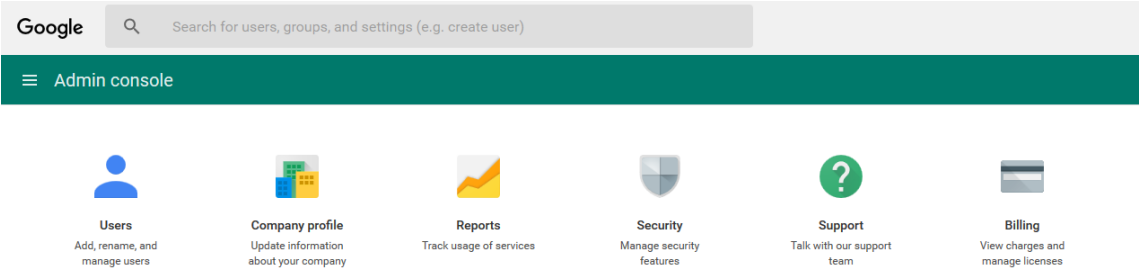 Google
Search for users, groups, and settings (e.g. create user)
Admin console
Users
Add, rename, and
manage users
Company profile
Update information
about your company
Reports
Track usage of services
Security
Manage security
features
Support
Talk with our support
team
Billing
View charges and
manage licenses